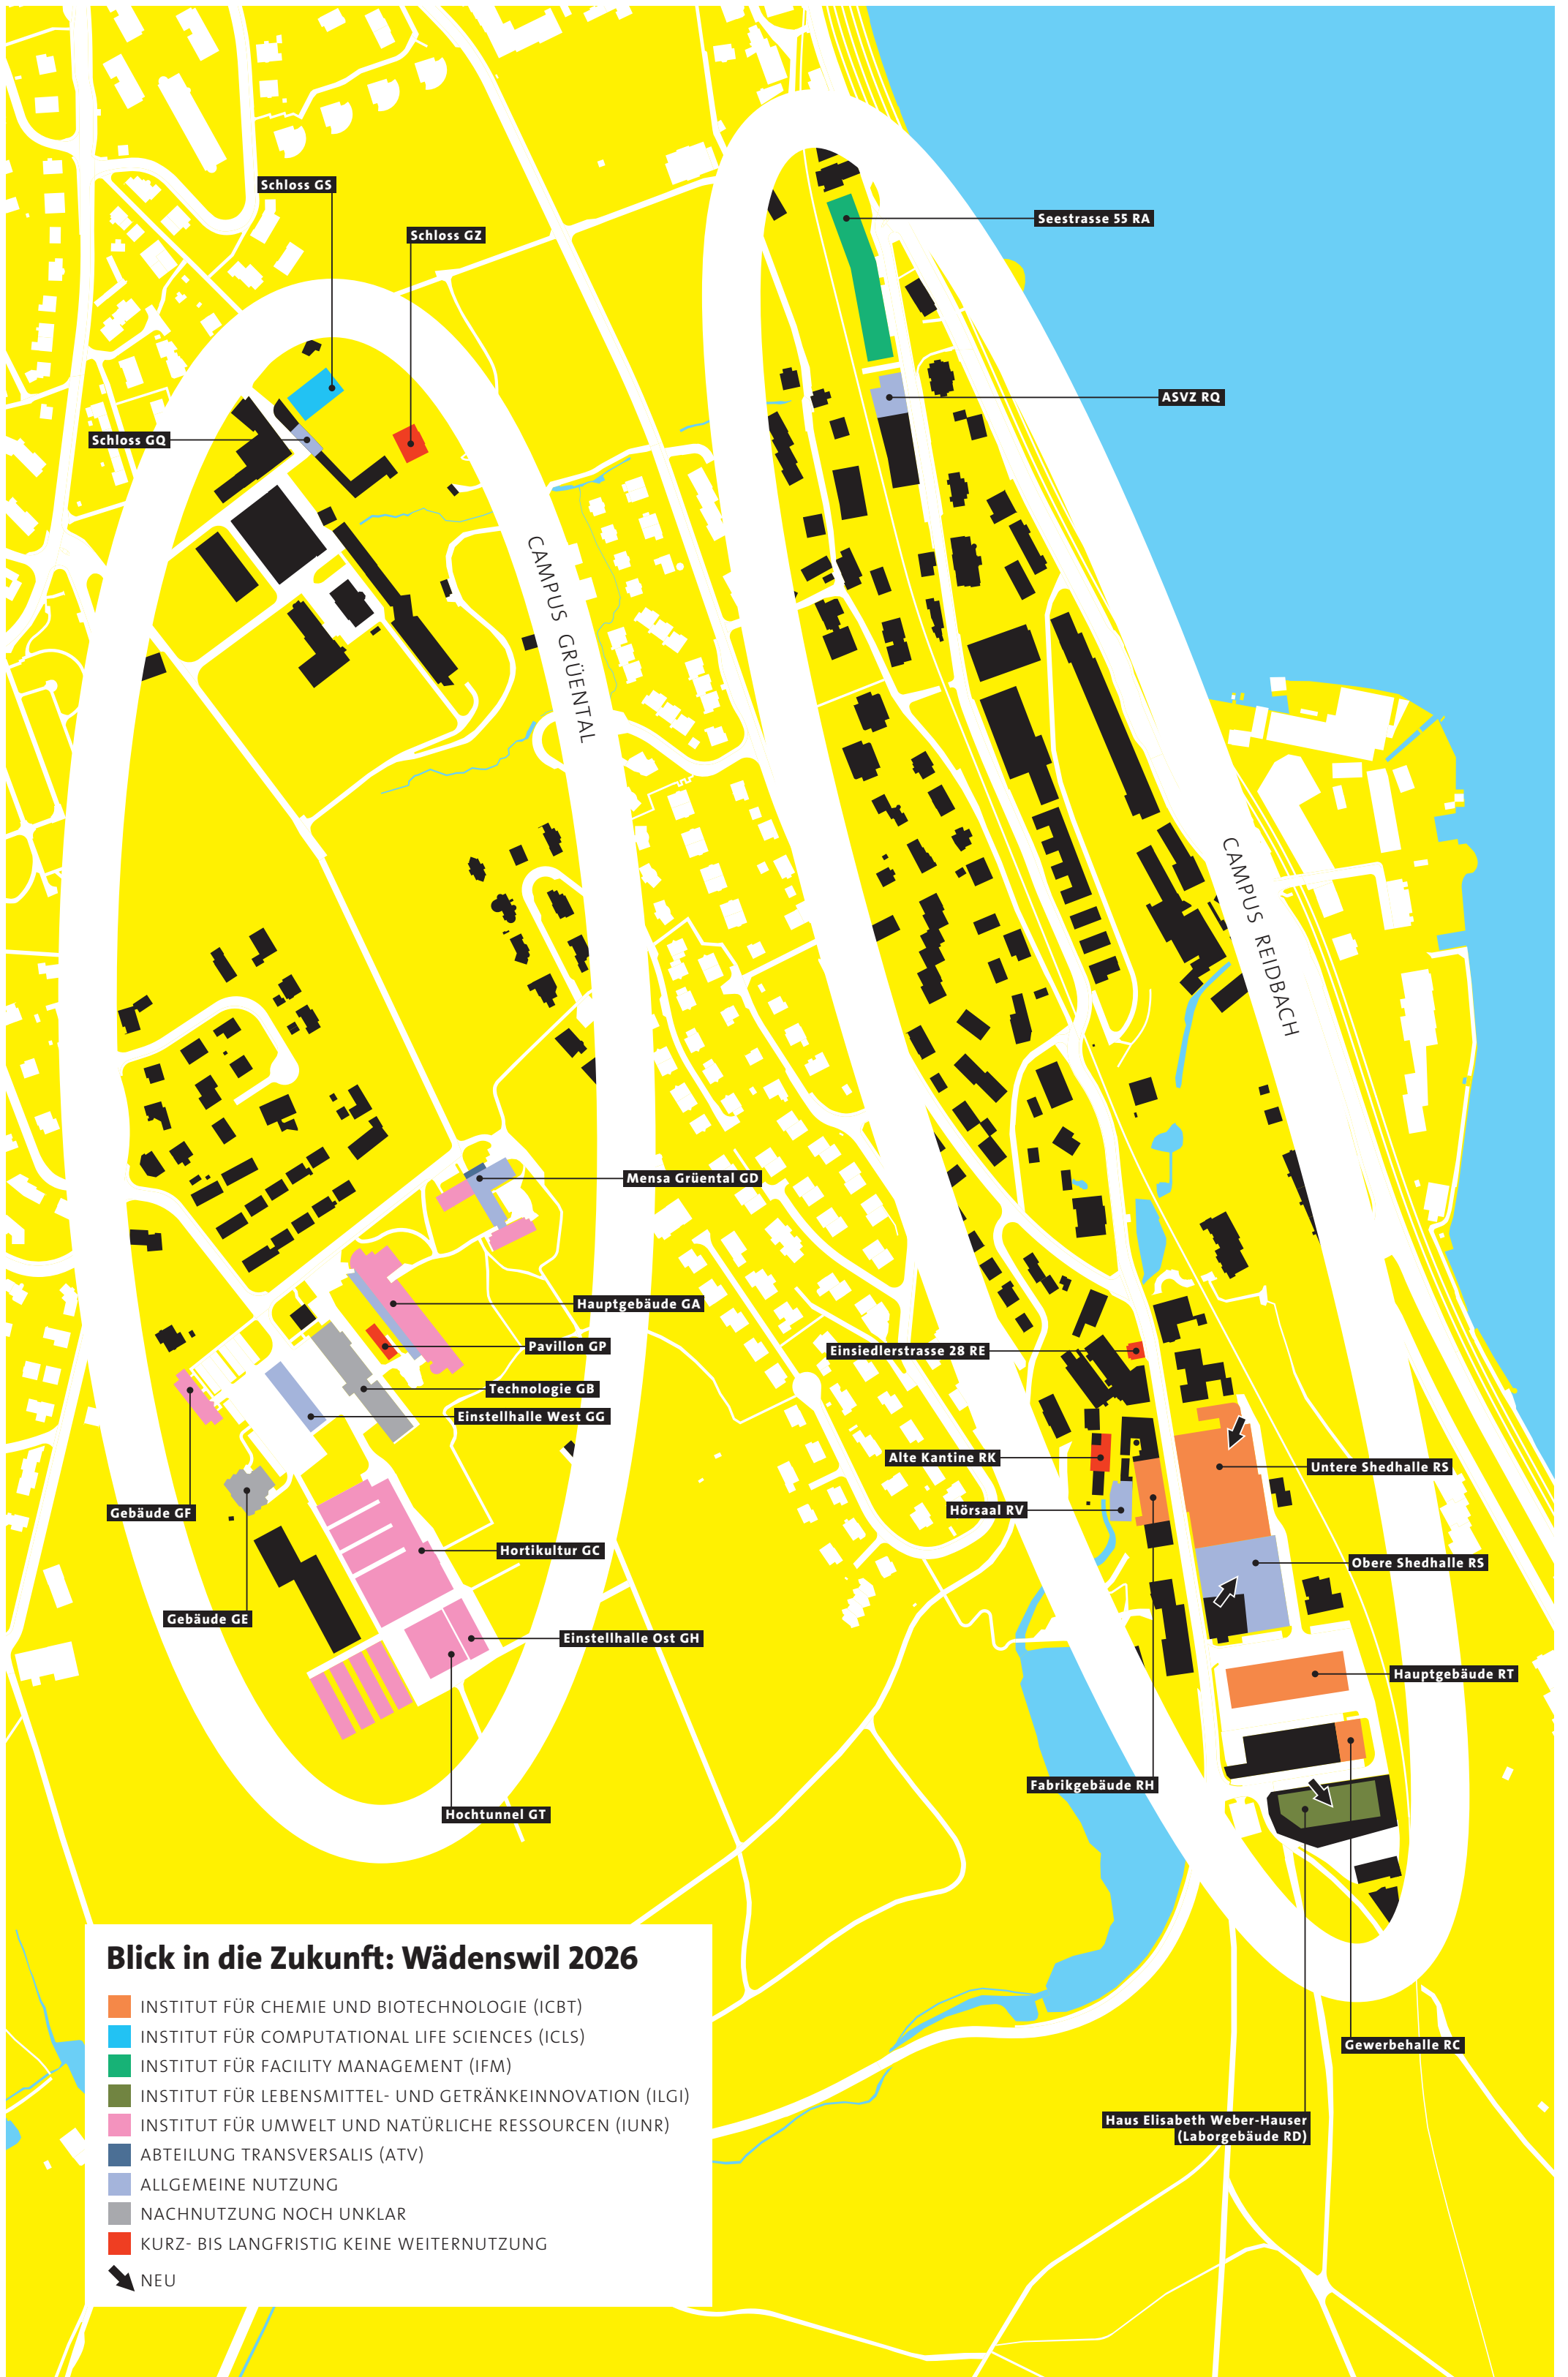 Schloss GS
Seestrasse 55 RA
Schloss GZ
ASVZ RQ
Schloss GQ
CAMPUS GRÜENTAL
CAMPUS REIDBACH
Mensa Grüental GD
Hauptgebäude GA
Pavillon GP
Einsiedlerstrasse 28 RE
Technologie GB
Einstellhalle West GG
Alte Kantine RK
Untere Shedhalle RS
Gebäude GF
Hörsaal RV
Hortikultur GC
Obere Shedhalle RS
Gebäude GE
Einstellhalle Ost GH
Hauptgebäude RT
Fabrikgebäude RH
Hochtunnel GT
Gewerbehalle RC
Haus Elisabeth Weber-Hauser
(Laborgebäude RD)
Blick in die Zukunft: Wädenswil 2026
INSTITUT FÜR CHEMIE UND BIOTECHNOLOGIE (ICBT)
INSTITUT FÜR COMPUTATIONAL LIFE SCIENCES (ICLS)
INSTITUT FÜR FACILITY MANAGEMENT (IFM)
INSTITUT FÜR LEBENSMITTEL- UND GETRÄNKEINNOVATION (ILGI)
INSTITUT FÜR UMWELT UND NATÜRLICHE RESSOURCEN (IUNR)
ABTEILUNG TRANSVERSALIS (ATV)
ALLGEMEINE NUTZUNG
NACHNUTZUNG NOCH UNKLAR
KURZ- BIS LANGFRISTIG KEINE WEITERNUTZUNG
NEU